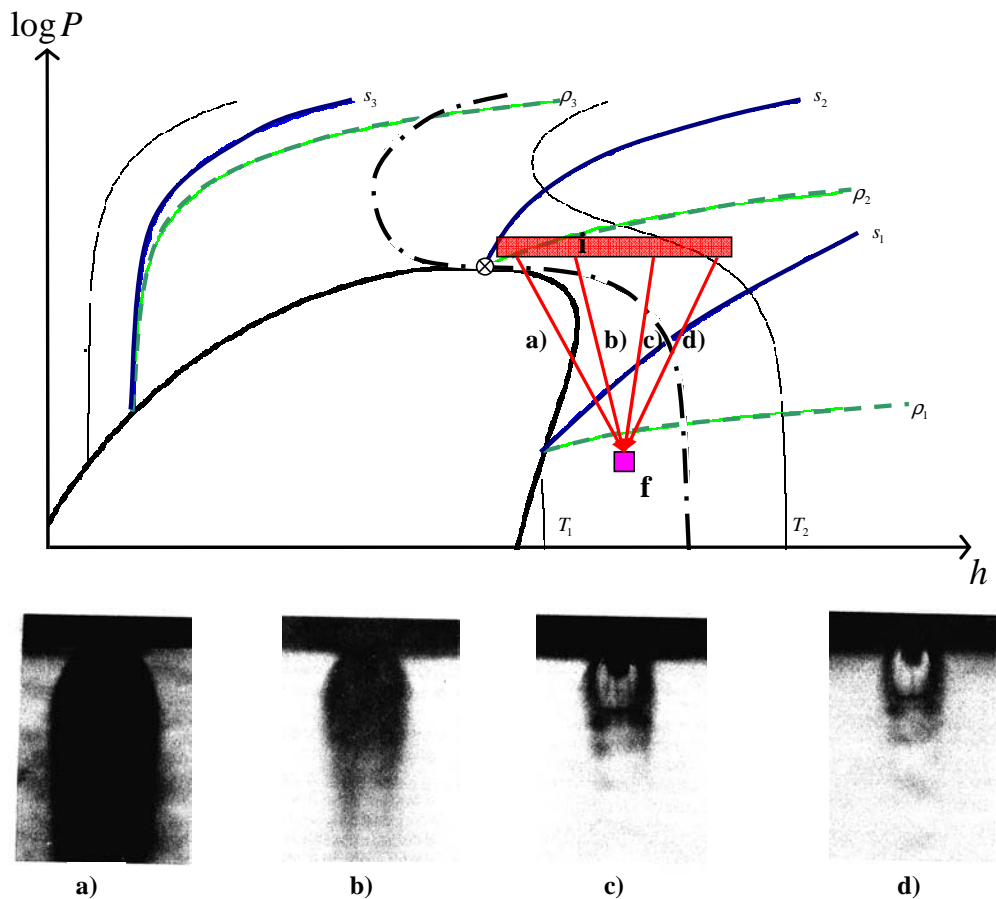 log P
s₃
ρ₃
s₂
ρ₂
s₁
i
a) b) c) d)
ρ₁
f
T₁ T₂
h
a) b) c) d)